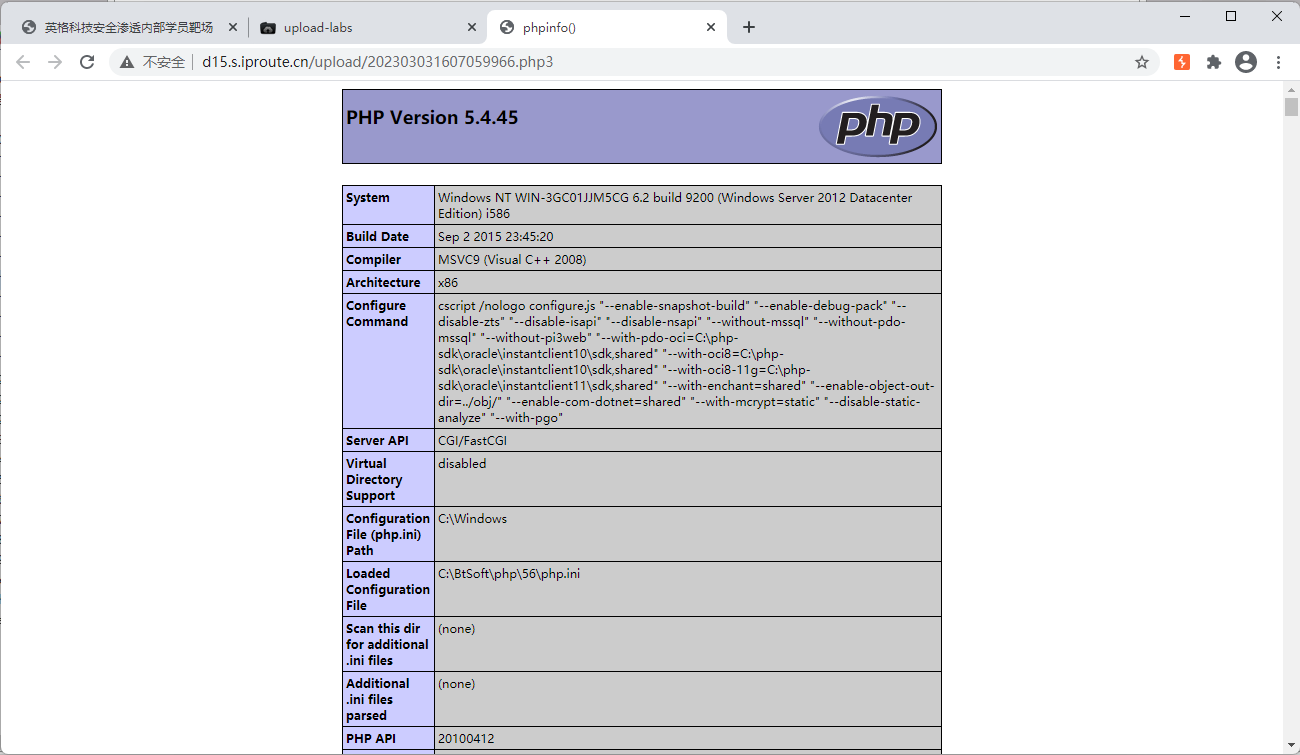 英格科技安全渗透内部学员靶场
upload-labs
phpinfo()
不安全
d15.s.iproute.cn/upload/202303031607059966.php3
PHP Version 5.4.45
php
System
Windows NT WIN-3GC01JJM5CG 6.2 build 9200 (Windows Server 2012 Datacenter
Edition) i586
Build Date
Sep 2 2015 23:45:20
Compiler
MSVC9 (Visual C++ 2008)
Architecture
x86
Configure
Command
cscript /nologo configure.js "--enable-snapshot-build" "--enable-debug-pack" "--
disable-zts" "--disable-isapi" "--disable-nsapi" "--without-mssql" "--without-pdo-
mssql" "--without-pi3web" "--with-pdo-oci=C:\php-
sdk\oracle\instantclient10\sdk,shared" "--with-oci8=C:\php-
sdk\oracle\instantclient10\sdk,shared" "--with-oci8-11g=C:\php-
sdk\oracle\instantclient11\sdk,shared" "--with-enchant=shared" "--enable-object-out-
dir=../obj/" "--enable-com-dotnet=shared" "--with-mcrypt=static" "--disable-static-
analyze" "--with-pgo"
Server API
CGI/FastCGI
Virtual
Directory
Support
disabled
Configuration
File (php.ini)
Path
C:\Windows
Loaded
Configuration
File
C:\BtSoft\php\56\php.ini
Scan this dir
for additional
.ini files
(none)
Additional
.ini files
parsed
(none)
PHP API
20100412